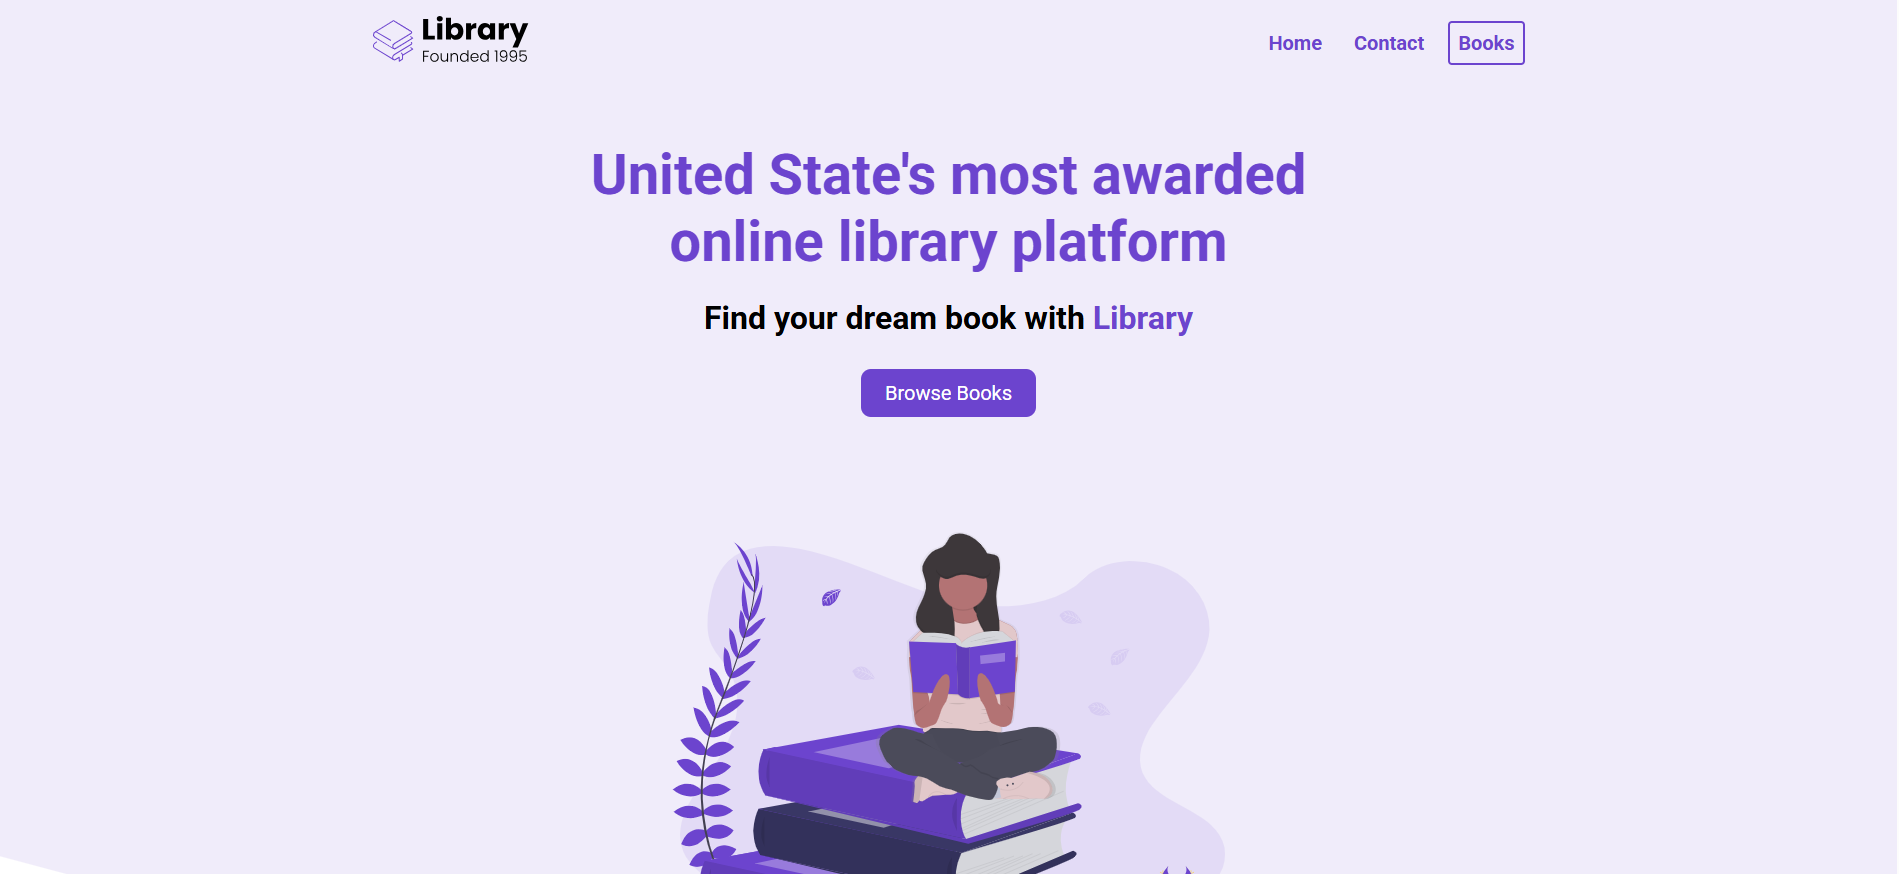 Library
Founded 1995
Home
Contact
Books
United State's most awarded
online library platform
Find your dream book with Library
Browse Books